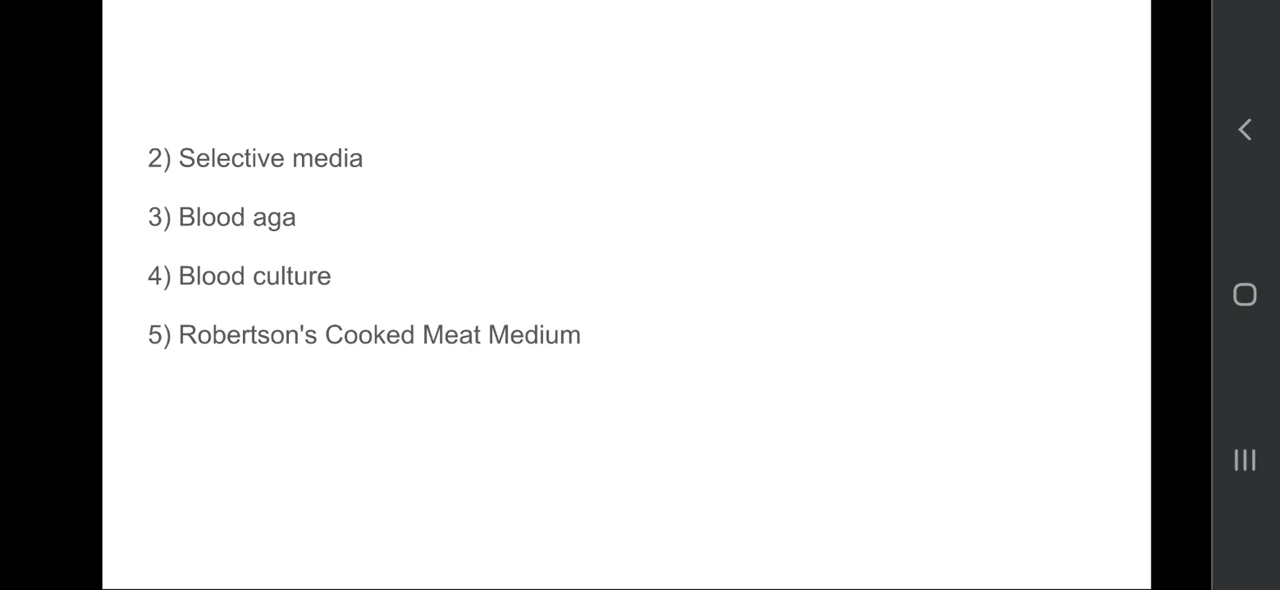 2) Selective media
3) Blood aga
4) Blood culture
5) Robertson's Cooked Meat Medium